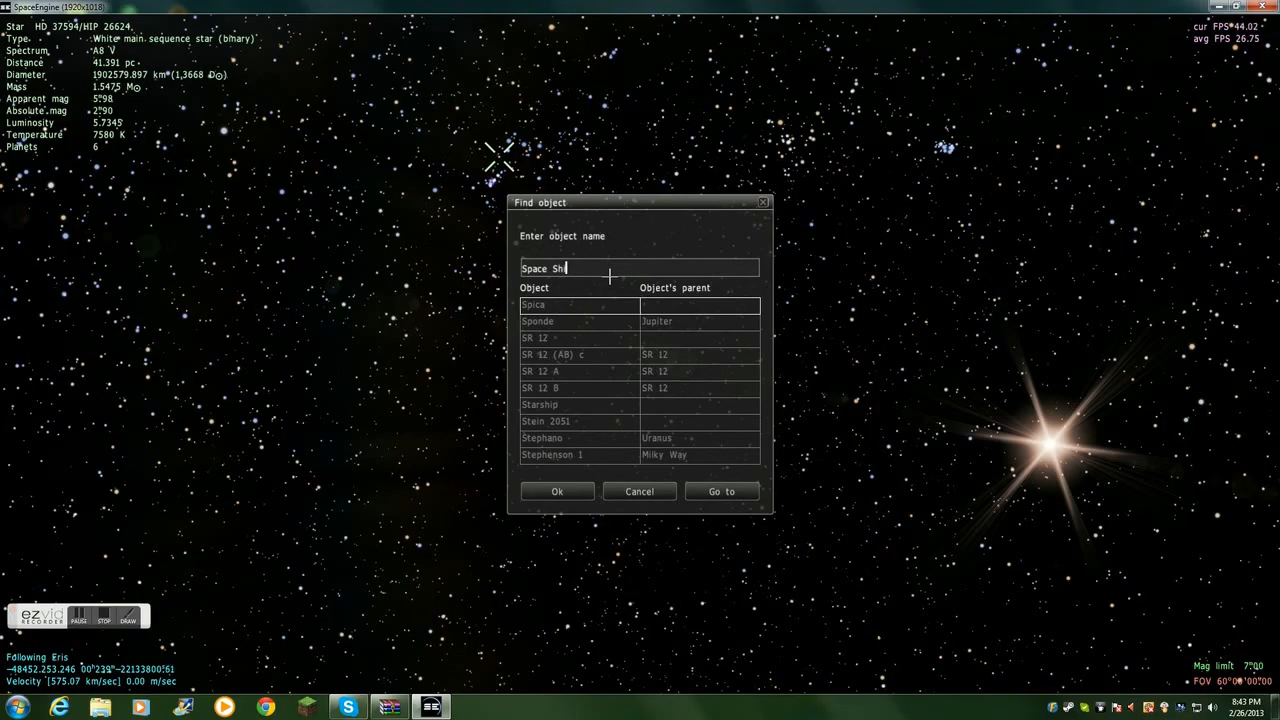 SpaceEngine (1920x1018)
Star HD 37594/HIP 26624
Type White main sequence star (binary)
Spectrum A8 V
Distance 41.391 pc
Diameter 1902579.897 km (1.3668 D☉)
Mass 1.5475 M☉
Apparent mag 5.98
Absolute mag 2.90
Luminosity 5.7345
Temperature 7580 K
Planets 6
cur FPS 44.02
avg FPS 26.75
Find object
Enter object name
Space Shi
Object Object's parent
Spica
Sponde Jupiter
SR 12
SR 12 (AB) c SR 12
SR 12 A SR 12
SR 12 B SR 12
Starship
Stein 2051
Stephano Uranus
Stephenson 1 Milky Way
Ok Cancel Go to
ezvid
RECORDER
PAUSE STOP DRAW
Following Eris
Velocity [575.07 km/sec] 0.00 m/sec
Mag limit 7.00
FOV 60°00'00.00
8:43 PM
2/26/2013